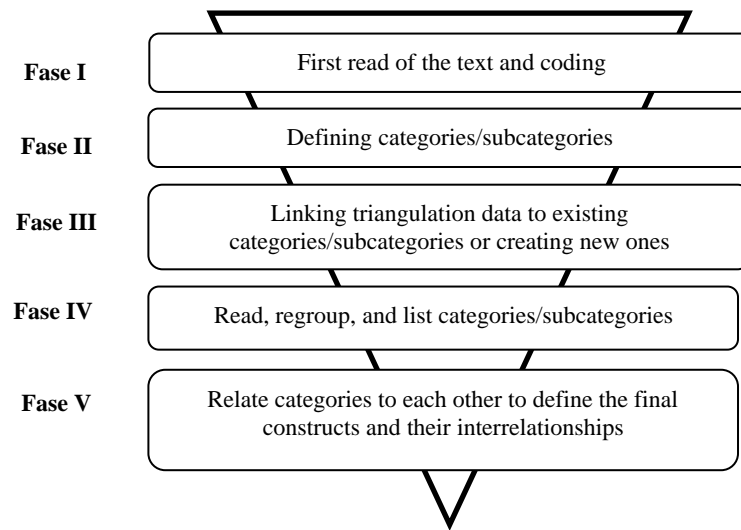 Fase I
First read of the text and coding
Fase II
Defining categories/subcategories
Fase III
Linking triangulation data to existing
categories/subcategories or creating new ones
Fase IV
Read, regroup, and list categories/subcategories
Fase V
Relate categories to each other to define the final
constructs and their interrelationships